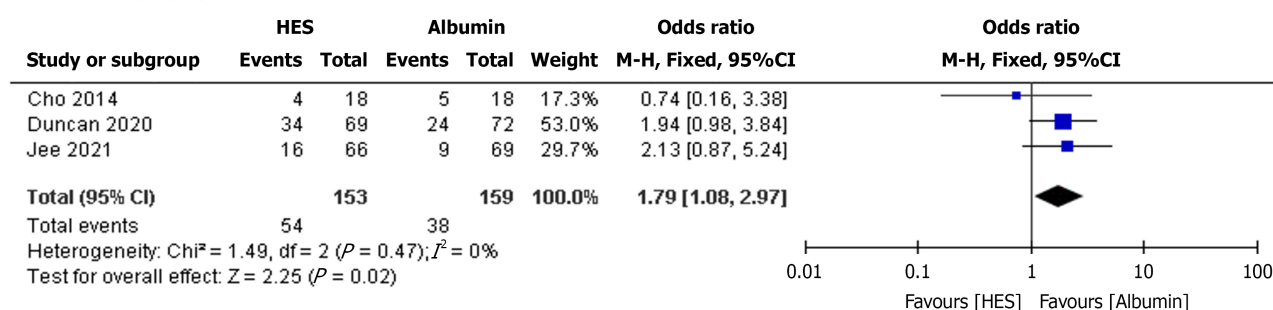 HES Albumin Odds ratio Odds ratio
Study or subgroup Events Total Events Total Weight M-H, Fixed, 95%CI M-H, Fixed, 95%CI
Cho 2014 4 18 5 18 17.3% 0.74 [0.16, 3.38]
Duncan 2020 34 69 24 72 53.0% 1.94 [0.98, 3.84]
Jee 2021 16 66 9 69 29.7% 2.13 [0.87, 5.24]
Total (95% CI) 153 159 100.0% 1.79 [1.08, 2.97]
Total events 54 38
Heterogeneity: Chi² = 1.49, df = 2 (P = 0.47); I² = 0%
Test for overall effect: Z = 2.25 (P = 0.02)
0.01 0.1 1 10 100
Favours [HES] Favours [Albumin]